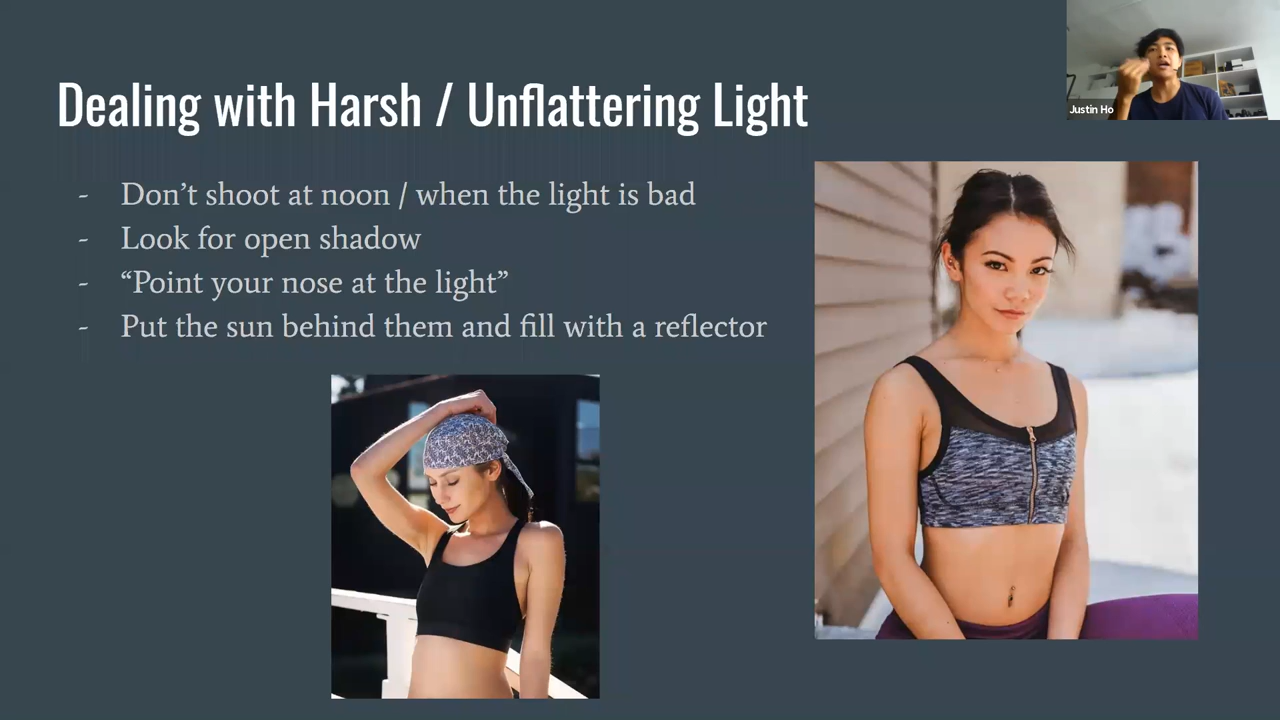 Dealing with Harsh / Unflattering Light
Justin Ho
- Don’t shoot at noon / when the light is bad
- Look for open shadow
- “Point your nose at the light”
- Put the sun behind them and fill with a reflector